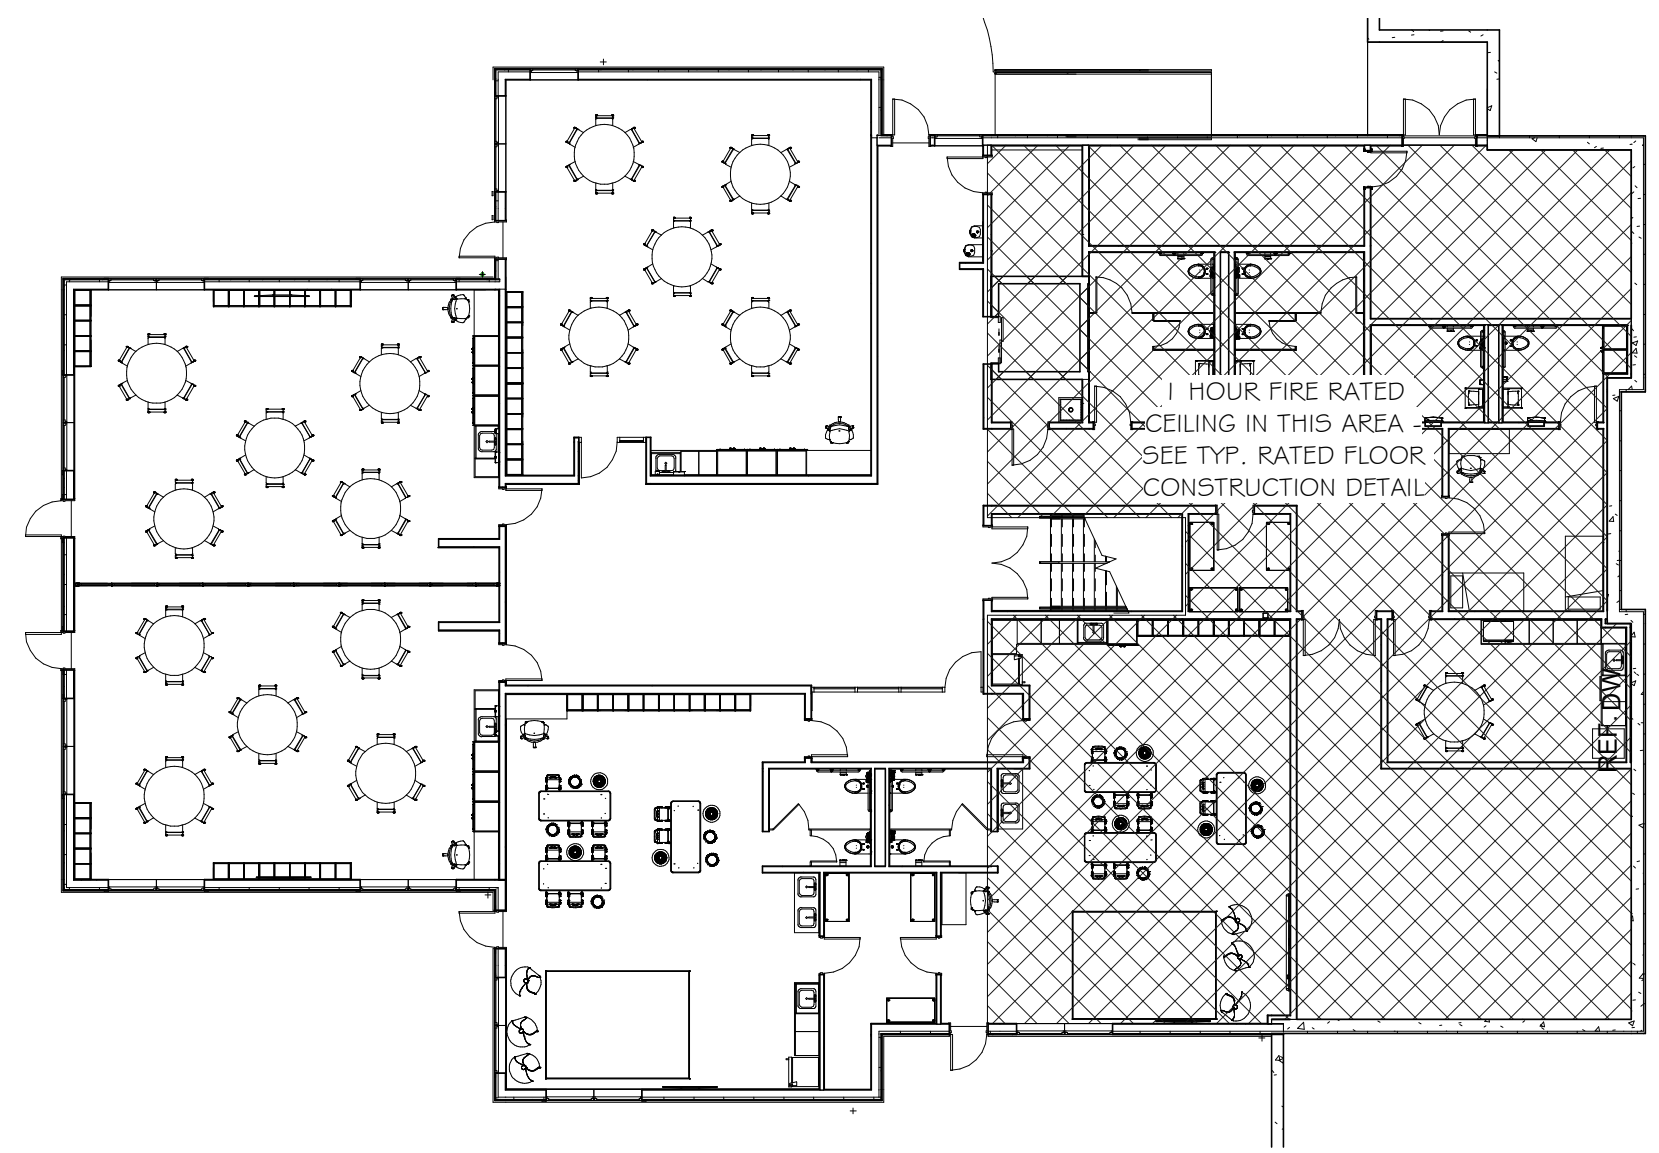 1 HOUR FIRE RATED
CEILING IN THIS AREA -
SEE TYP. RATED FLOOR
CONSTRUCTION DETAIL
DW
REF.